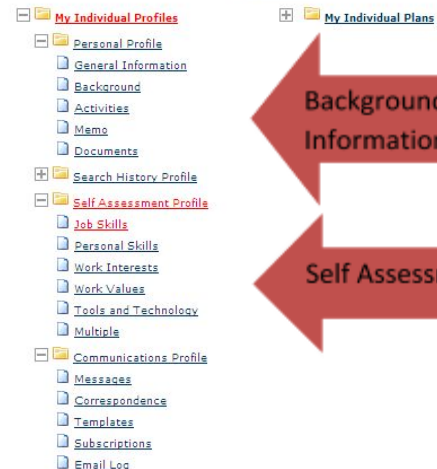 My Individual Profiles
Personal Profile
General Information
Background
Activities
Memo
Documents
Search History Profile
Self Assessment Profile
Job Skills
Personal Skills
Work Interests
Work Values
Tools and Technology
Multiple
Communications Profile
Messages
Correspondence
Templates
Subscriptions
Email Log
My Individual Plans
Background
Information
Self